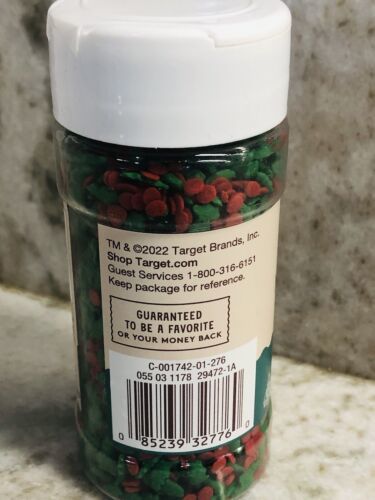 TM & ©2022 Target Brands, Inc.
Shop Target.com
Guest Services 1-800-316-6151
Keep package for reference.
GUARANTEED
TO BE A FAVORITE
OR YOUR MONEY BACK
C-001742-01-276
055 03 1178 29472-1A
0 85239 32776 0